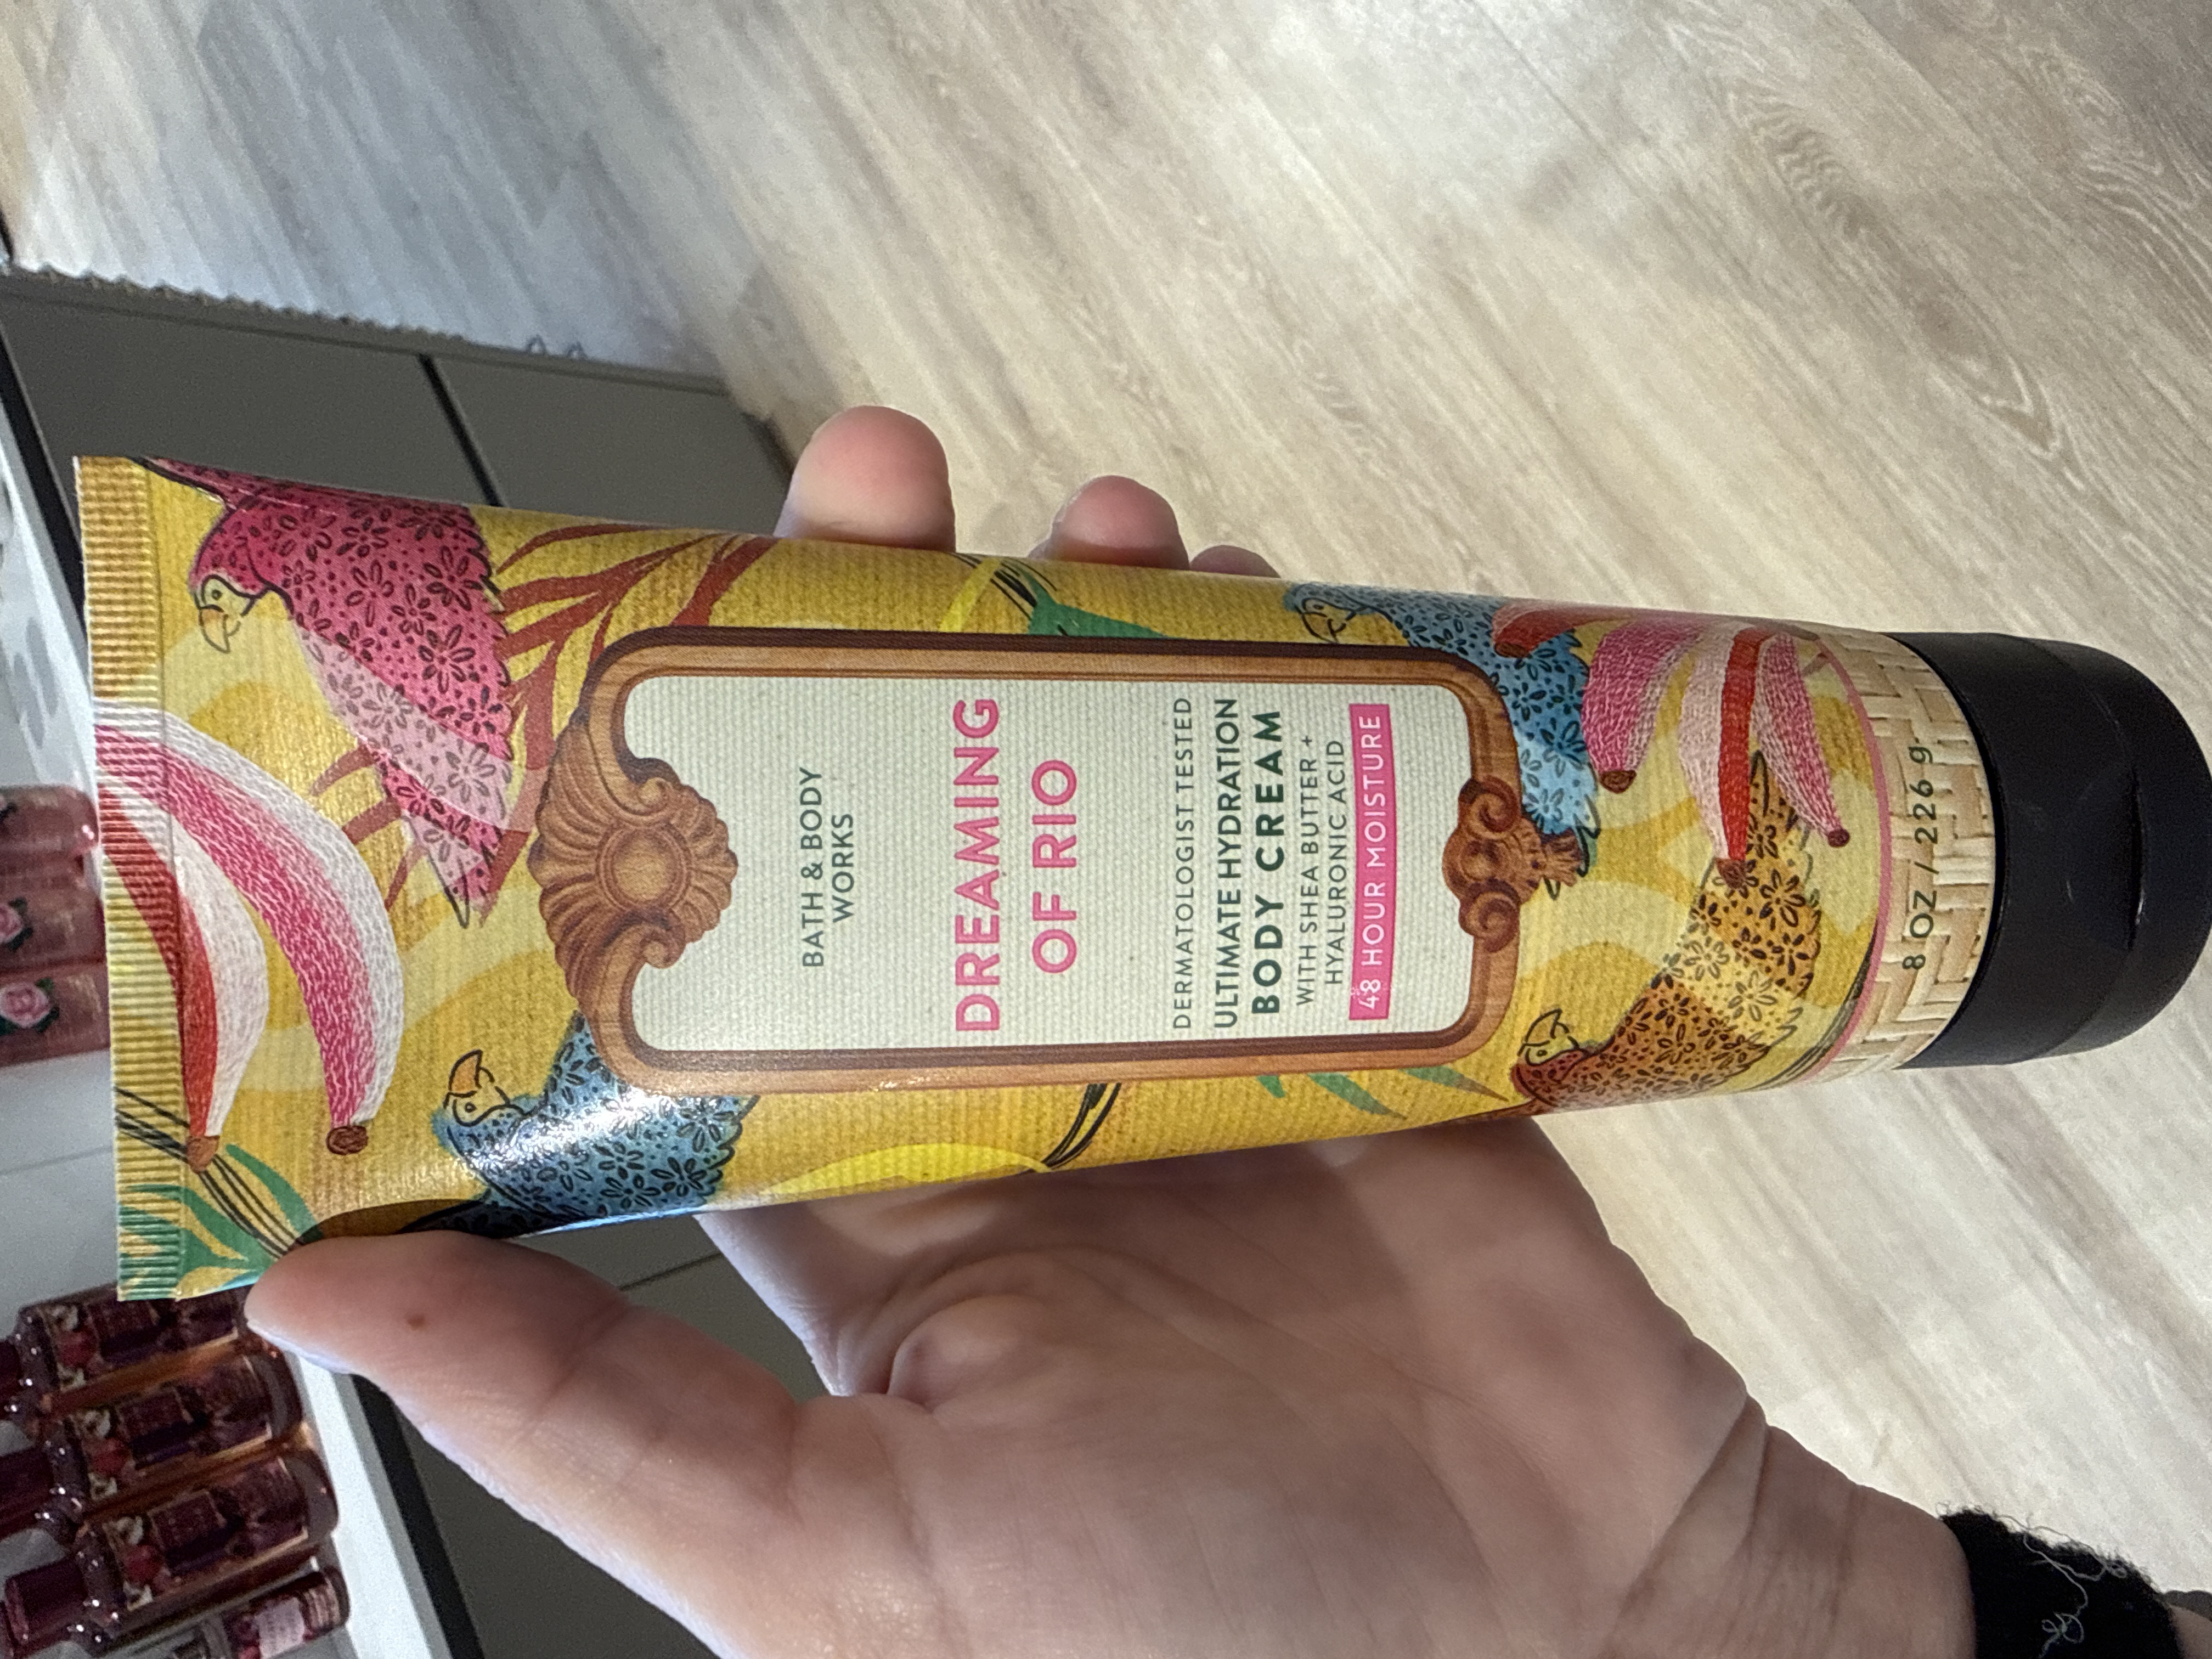 BATH & BODY
WORKS
DREAMING
OF RIO
DERMATOLOGIST TESTED
ULTIMATE HYDRATION
BODY CREAM
WITH SHEA BUTTER +
HYALURONIC ACID
48 HOUR MOISTURE
8 OZ / 226 g